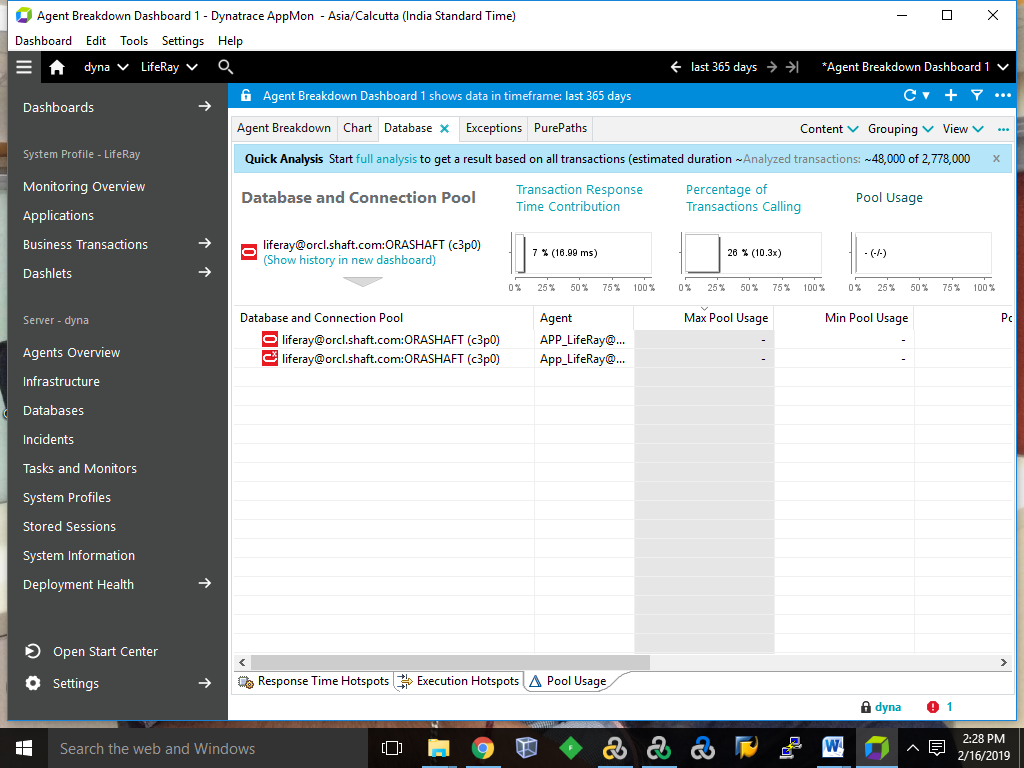 Agent Breakdown Dashboard 1 - Dynatrace AppMon - Asia/Calcutta (India Standard Time)
Dashboard Edit Tools Settings Help
dyna LifeRay last 365 days *Agent Breakdown Dashboard 1
Dashboards
System Profile - LifeRay
Monitoring Overview
Applications
Business Transactions
Dashlets
Server - dyna
Agents Overview
Infrastructure
Databases
Incidents
Tasks and Monitors
System Profiles
Stored Sessions
System Information
Deployment Health
Open Start Center
Settings
Agent Breakdown Dashboard 1 shows data in timeframe: last 365 days
Agent Breakdown Chart Database Exceptions PurePaths Content Grouping View
Quick Analysis Start full analysis to get a result based on all transactions (estimated duration ~Analyzed transactions: ~48,000 of 2,778,000
Database and Connection Pool
Transaction Response
Time Contribution
Percentage of
Transactions Calling
Pool Usage
liferay@orcl.shaft.com:ORASHAFT (c3p0)
(Show history in new dashboard)
7 % (16.99 ms)
0% 25% 50% 75% 100%
26 % (10.3x)
0% 25% 50% 75% 100%
- (-/-)
0% 25% 50% 75% 100%
Database and Connection Pool Agent Max Pool Usage Min Pool Usage Po
liferay@orcl.shaft.com:ORASHAFT (c3p0) APP_LifeRay@... - -
liferay@orcl.shaft.com:ORASHAFT (c3p0) App_LifeRay@... - -
Response Time Hotspots Execution Hotspots Pool Usage
dyna 1
Search the web and Windows
2:28 PM
2/16/2019